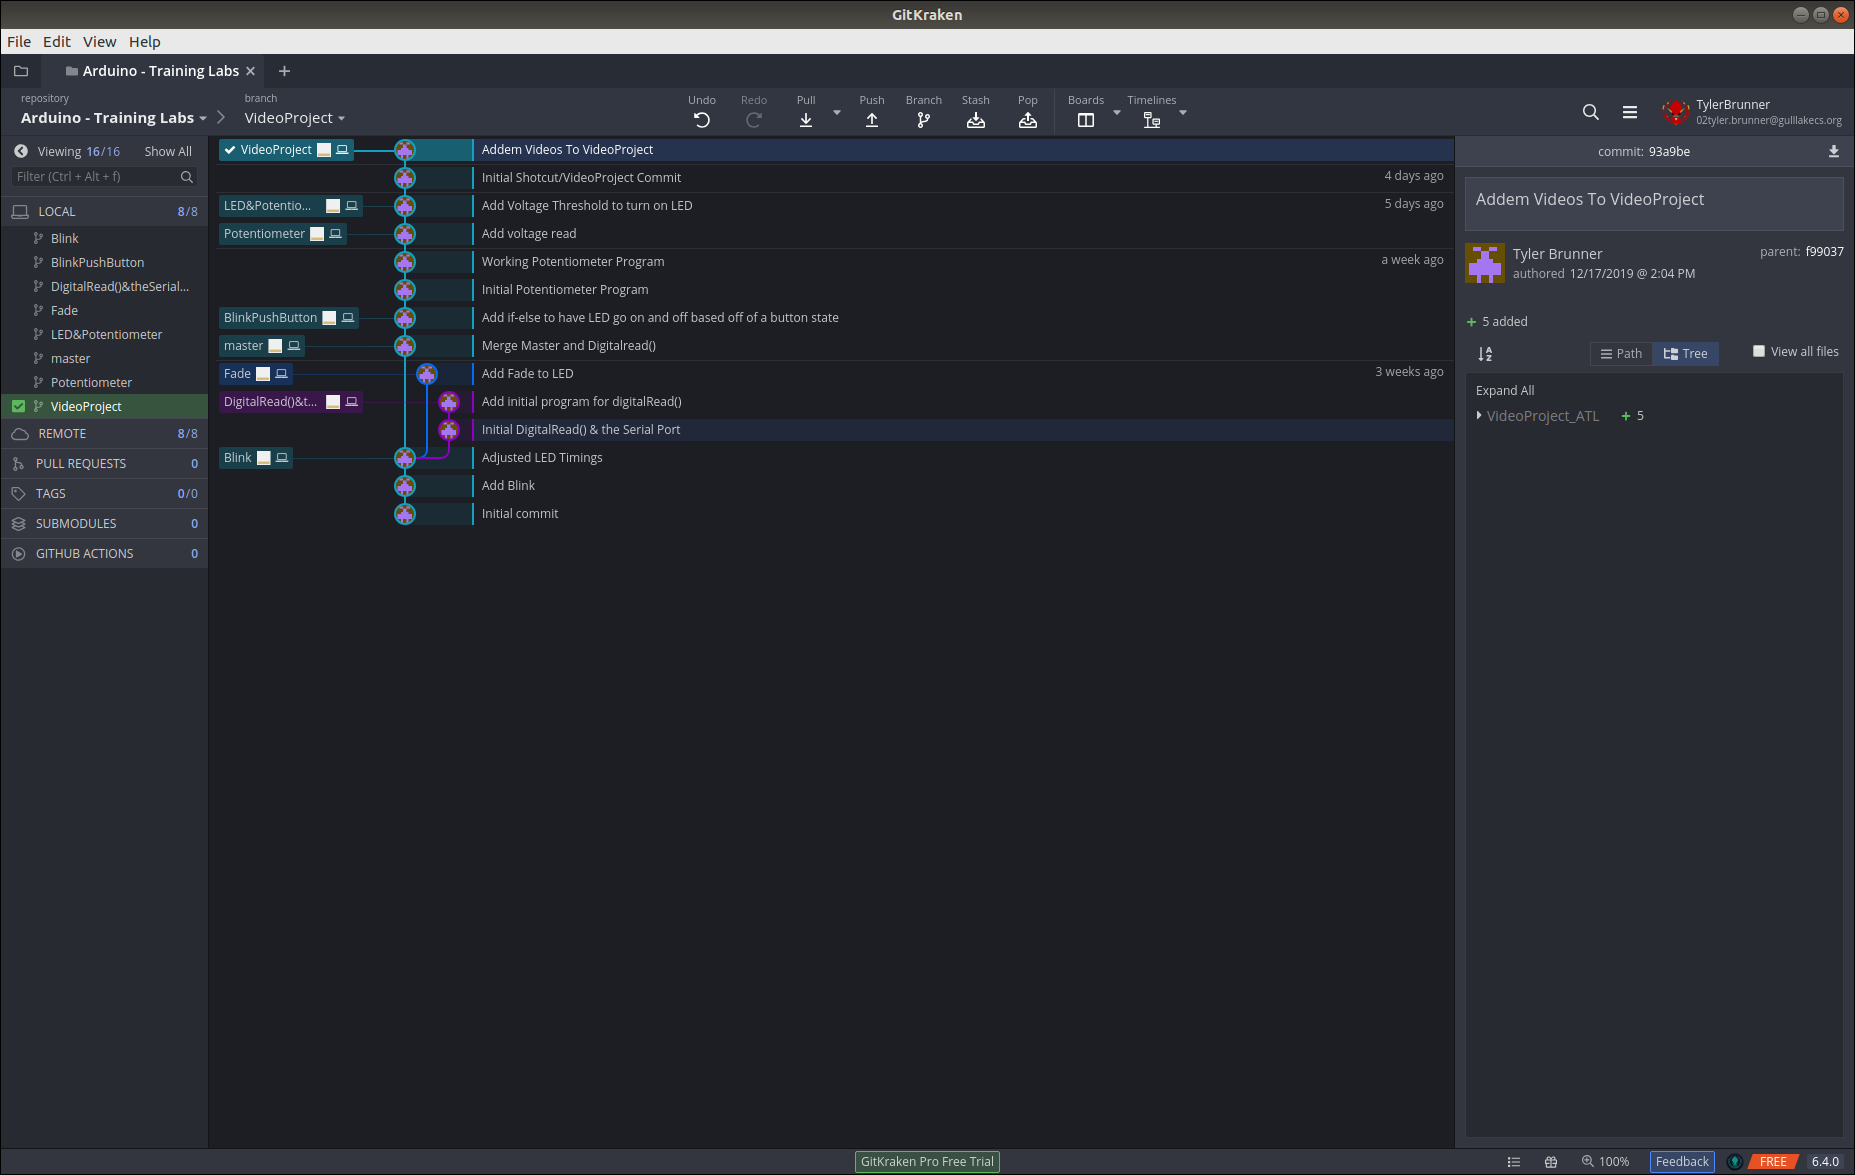 GitKraken
File Edit View Help
Arduino - Training Labs
repository
Arduino - Training Labs
branch
VideoProject
Undo
Redo
Pull
Push
Branch
Stash
Pop
Boards
Timelines
TylerBrunner
02tyler.brunner@gulllakecs.org
Viewing 16/16 Show All
Filter (Ctrl + Alt + f)
LOCAL 8/8
Blink
BlinkPushButton
DigitalRead()&theSerial...
Fade
LED&Potentiometer
master
Potentiometer
VideoProject
REMOTE 8/8
PULL REQUESTS 0
TAGS 0/0
SUBMODULES 0
GITHUB ACTIONS 0
VideoProject Addem Videos To VideoProject
Initial Shotcut/VideoProject Commit 4 days ago
LED&Potentio... Add Voltage Threshold to turn on LED 5 days ago
Potentiometer Add voltage read
Working Potentiometer Program a week ago
Initial Potentiometer Program
BlinkPushButton Add if-else to have LED go on and off based off of a button state
master Merge Master and Digitalread()
Fade Add Fade to LED 3 weeks ago
DigitalRead()&t... Add initial program for digitalRead()
Initial DigitalRead() & the Serial Port
Blink Adjusted LED Timings
Add Blink
Initial commit
commit: 93a9be
Addem Videos To VideoProject
Tyler Brunner
authored 12/17/2019 @ 2:04 PM
parent: f99037
+ 5 added
A
Z
Path
Tree
View all files
Expand All
VideoProject_ATL + 5
GitKraken Pro Free Trial
100%
Feedback
FREE
6.4.0